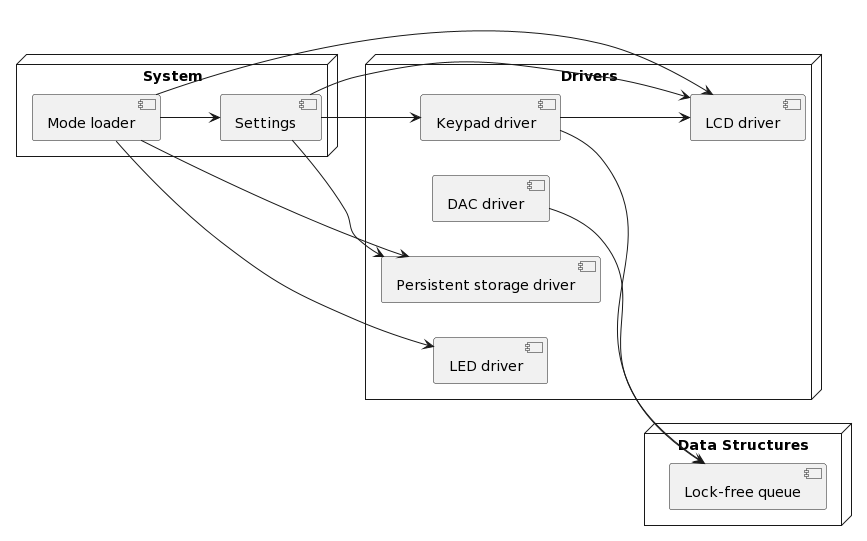 System
Drivers
Mode loader
Settings
Keypad driver
LCD driver
DAC driver
Persistent storage driver
LED driver
Data Structures
Lock-free queue